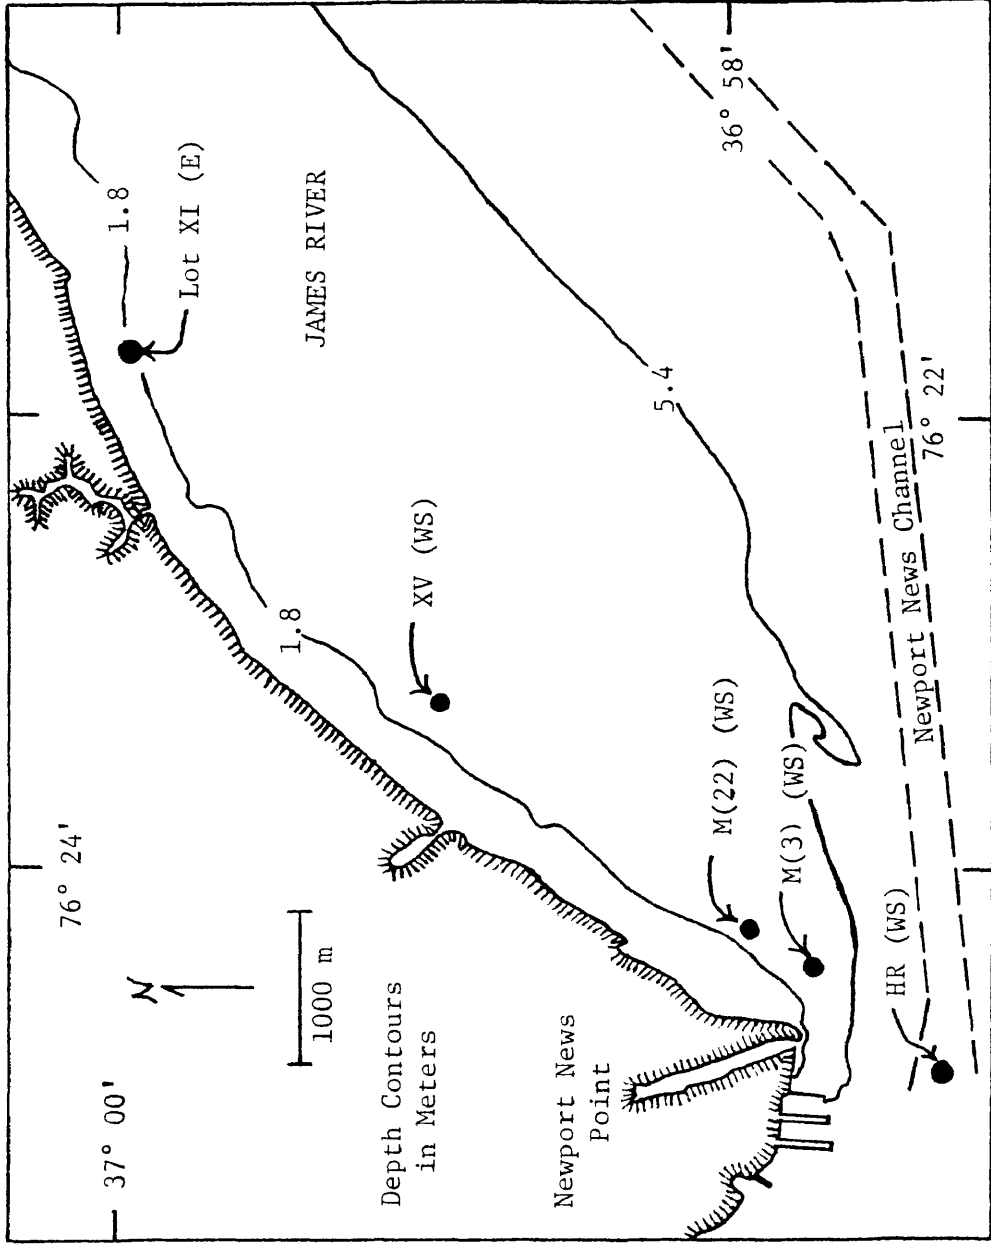 37° 00'
76° 24'
1.8
Lot XI (E)
JAMES RIVER
1000 m
Depth Contours
in Meters
1.8
XV (WS)
5.4
36° 58'
Newport News
Point
M(22) (WS)
M(3) (WS)
HR (WS)
Newport News Channel
76° 22'
N